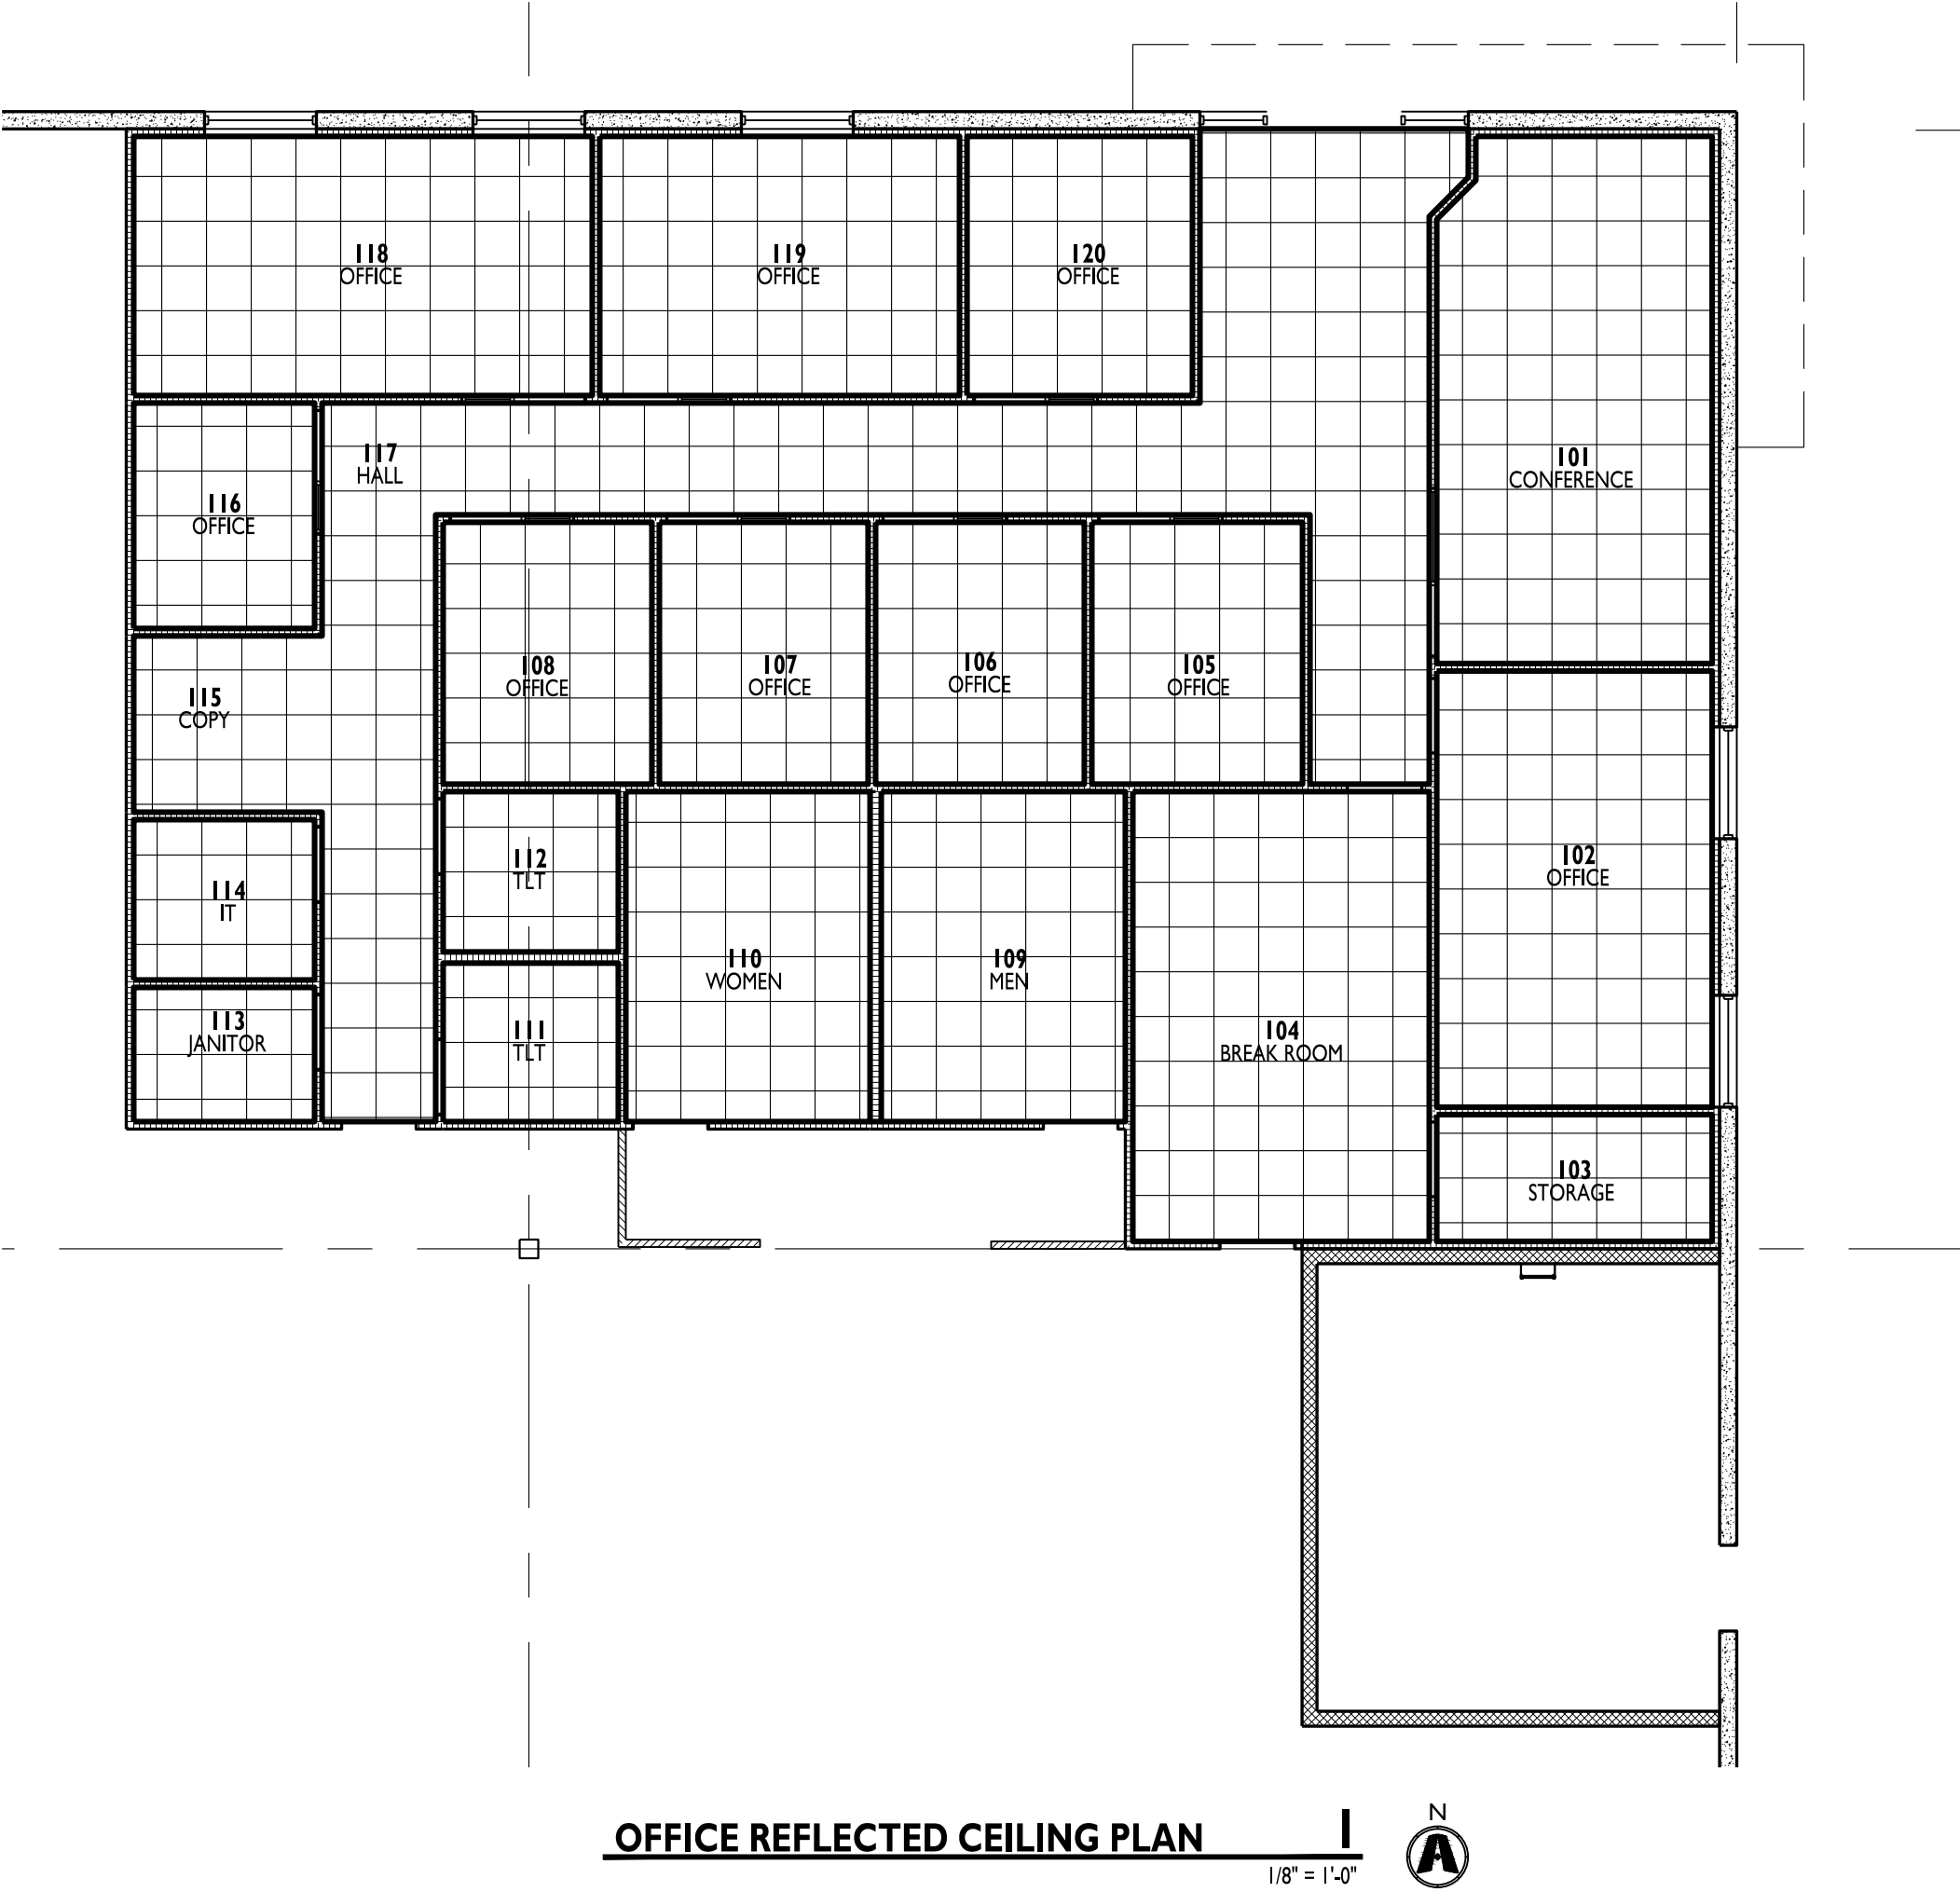 118
OFFICE
119
OFFICE
120
OFFICE
117
HALL
101
CONFERENCE
116
OFFICE
108
OFFICE
107
OFFICE
106
OFFICE
105
OFFICE
115
COPY
112
TLT
102
OFFICE
114
IT
110
WOMEN
109
MEN
113
JANITOR
111
TLT
104
BREAK ROOM
103
STORAGE
OFFICE REFLECTED CEILING PLAN
1
1/8" = 1'-0"
N